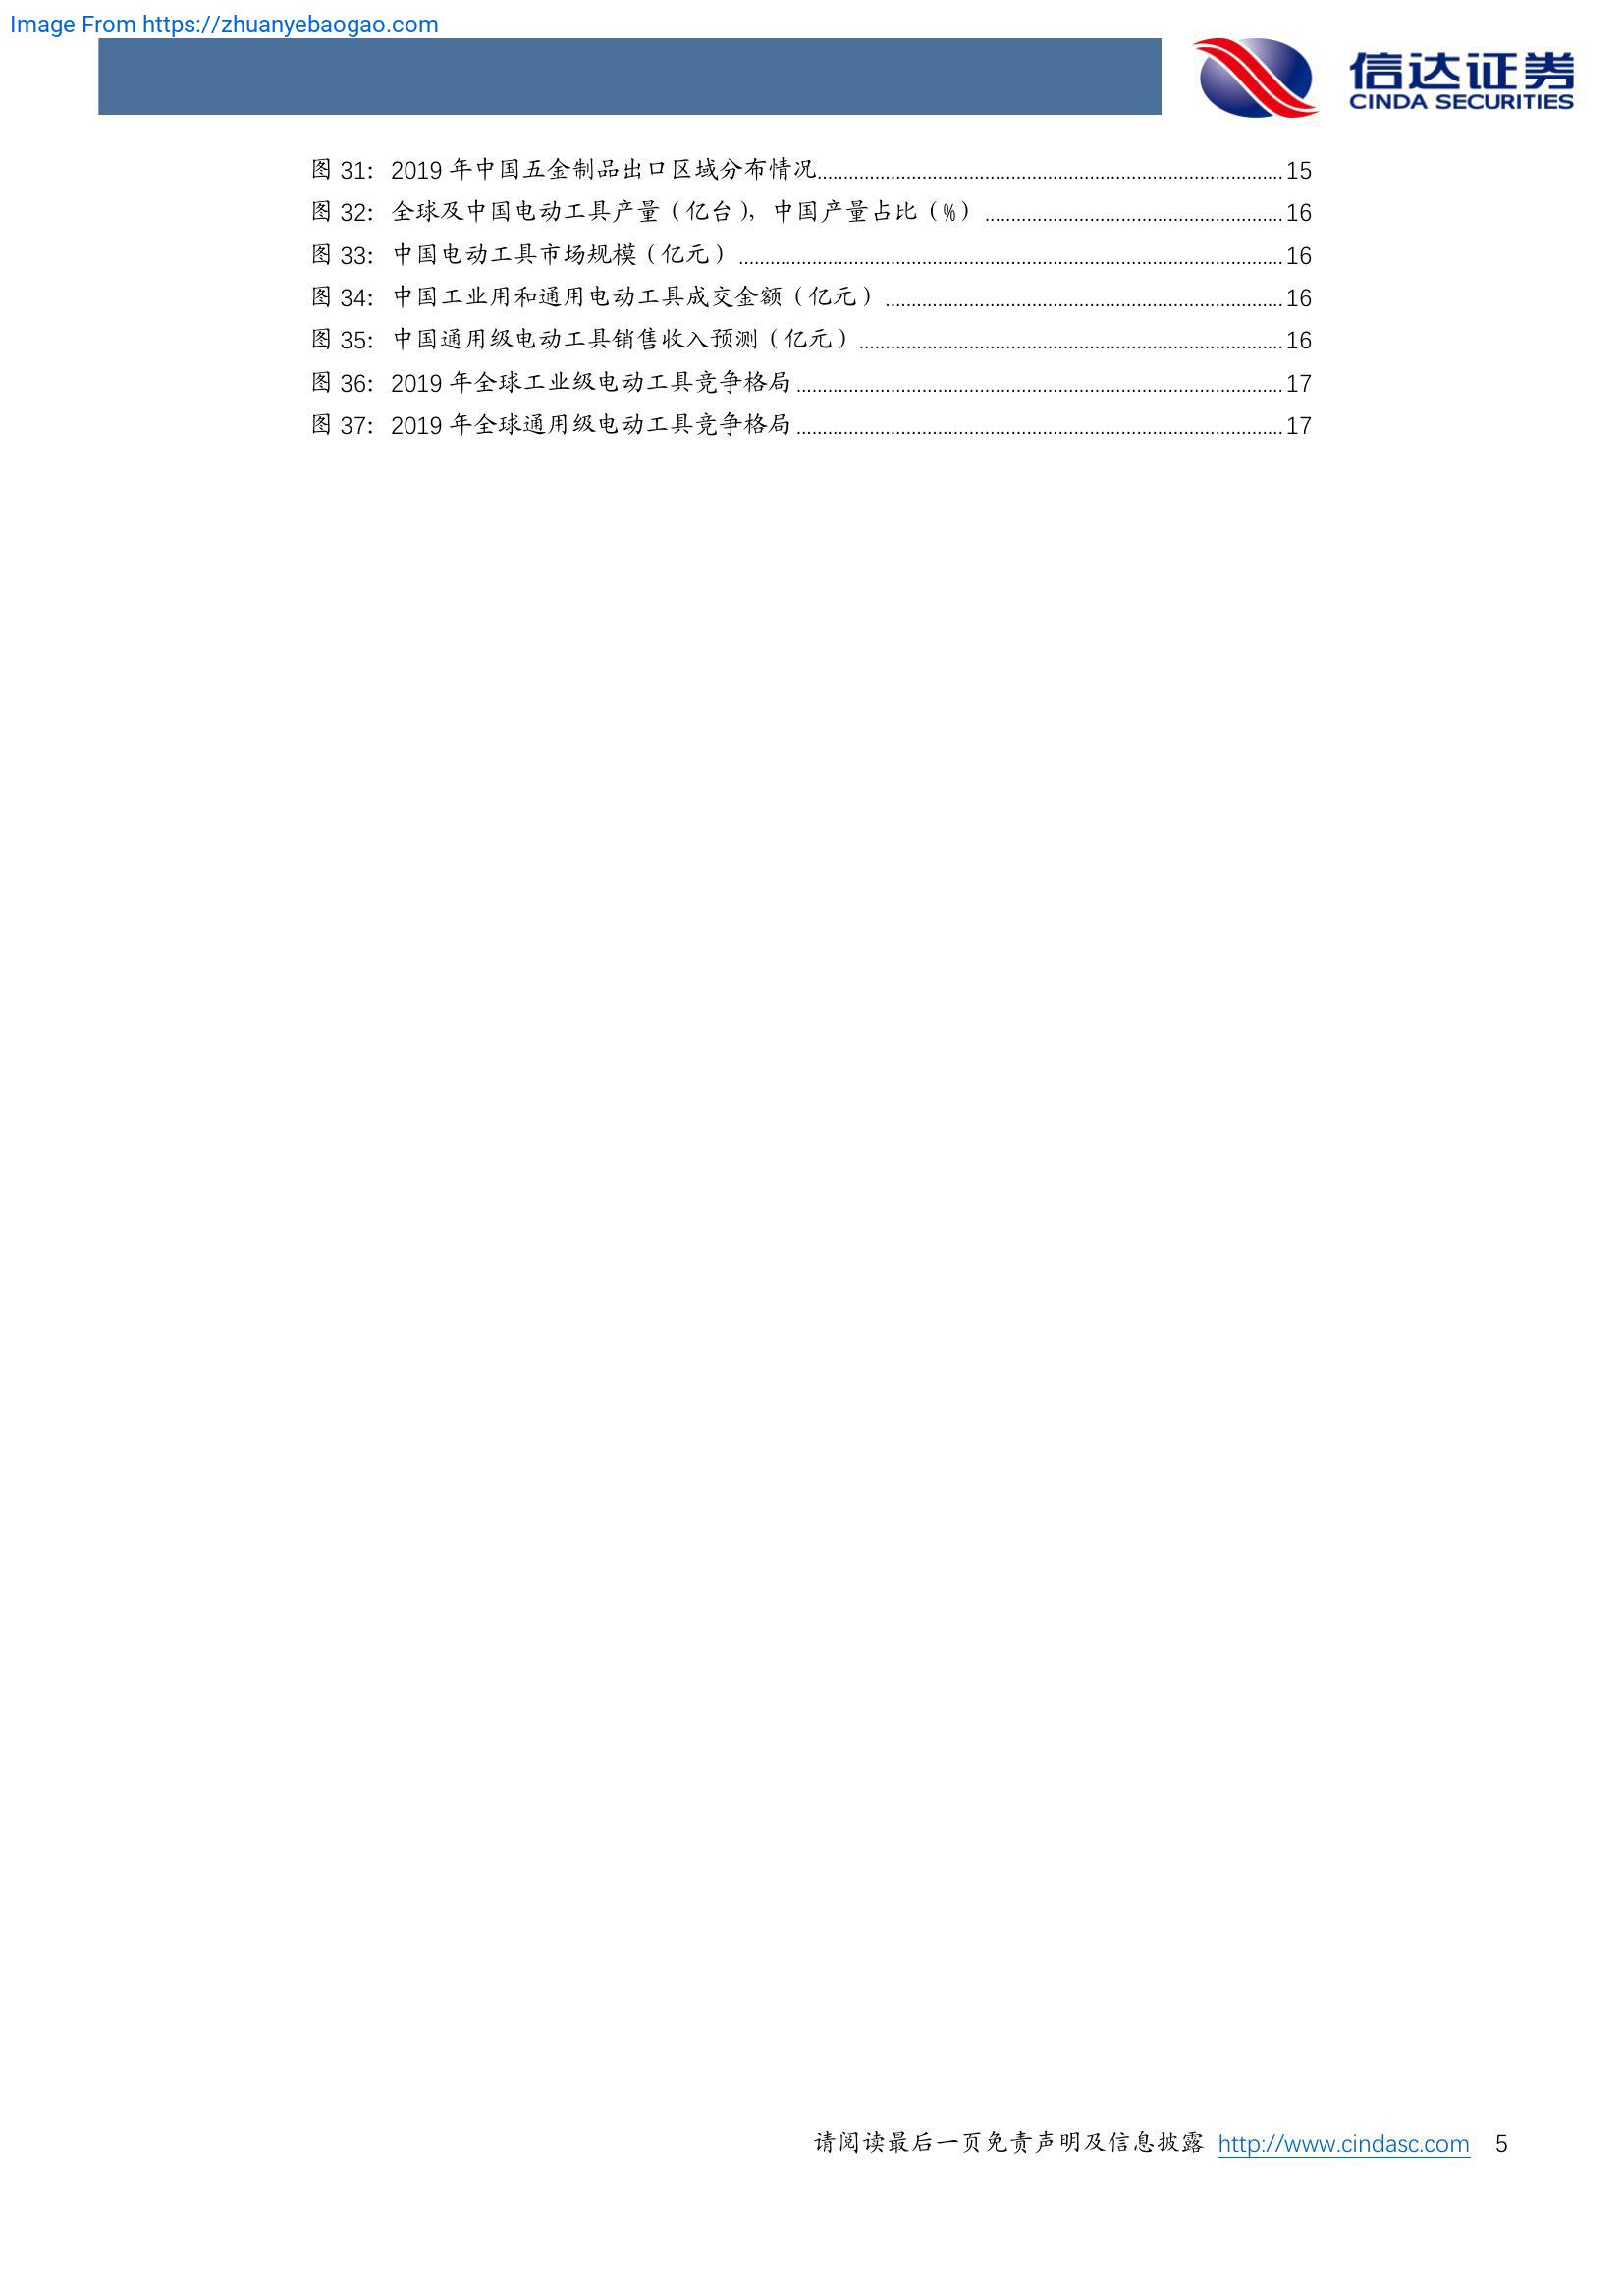 Image From https://zhuanyebaogao.com
信达证券
CINDA SECURITIES
图 31: 2019 年中国五金制品出口区域分布情况..........15
图 32: 全球及中国电动工具产量（亿台），中国产量占比（%）..........16
图 33: 中国电动工具市场规模（亿元）..........16
图 34: 中国工业用和通用电动工具成交金额（亿元）..........16
图 35: 中国通用级电动工具销售收入预测（亿元）..........16
图 36: 2019 年全球工业级电动工具竞争格局..........17
图 37: 2019 年全球通用级电动工具竞争格局..........17
请阅读最后一页免责声明及信息披露 http://www.cindasc.com 5